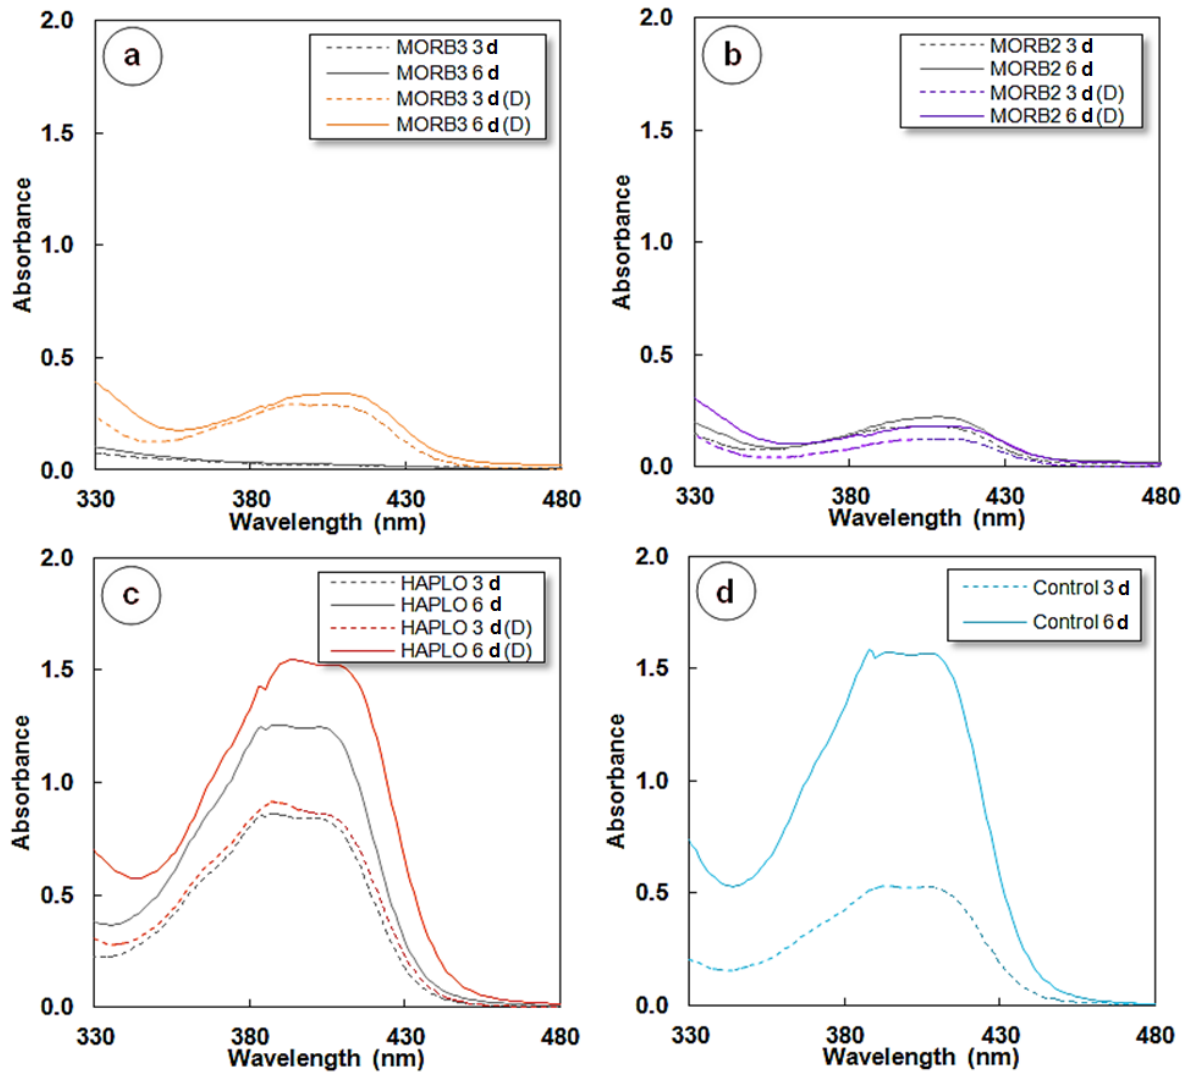 a
MORB3 3 d
MORB3 6 d
MORB3 3 d (D)
MORB3 6 d (D)
2.0
1.5
1.0
0.5
0.0
Absorbance
330 380 430 480
Wavelength (nm)
b
MORB2 3 d
MORB2 6 d
MORB2 3 d (D)
MORB2 6 d (D)
2.0
1.5
1.0
0.5
0.0
Absorbance
330 380 430 480
Wavelength (nm)
c
HAPLO 3 d
HAPLO 6 d
HAPLO 3 d (D)
HAPLO 6 d (D)
2.0
1.5
1.0
0.5
0.0
Absorbance
330 380 430 480
Wavelength (nm)
d
Control 3 d
Control 6 d
2.0
1.5
1.0
0.5
0.0
Absorbance
330 380 430 480
Wavelength (nm)